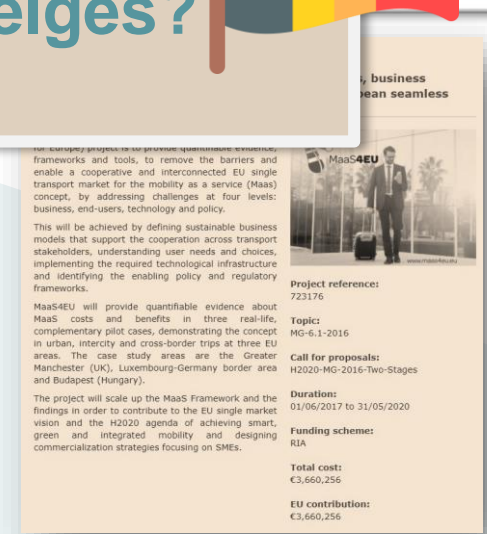 elges?
s, business
pean seamless
for Europe) project is to provide quantifiable evidence,
frameworks and tools, to remove the barriers and
enable a cooperative and interconnected EU single
transport market for the mobility as a service (Maas)
concept, by addressing challenges at four levels:
business, end-users, technology and policy.
This will be achieved by defining sustainable business
models that support the cooperation across transport
stakeholders, understanding user needs and choices,
implementing the required technological infrastructure
and identifying the enabling policy and regulatory
frameworks.
MaaS4EU will provide quantifiable evidence about
MaaS costs and benefits in three real-life,
complementary pilot cases, demonstrating the concept
in urban, intercity and cross-border trips at three EU
areas. The case study areas are the Greater
Manchester (UK), Luxembourg-Germany border area
and Budapest (Hungary).
The project will scale up the MaaS Framework and the
findings in order to contribute to the EU single market
vision and the H2020 agenda of achieving smart,
green and integrated mobility and designing
commercialization strategies focusing on SMEs.
MaaS4EU
www.maas4eu.eu
Project reference:
723176
Topic:
MG-6.1-2016
Call for proposals:
H2020-MG-2016-Two-Stages
Duration:
01/06/2017 to 31/05/2020
Funding scheme:
RIA
Total cost:
€3,660,256
EU contribution:
€3,660,256